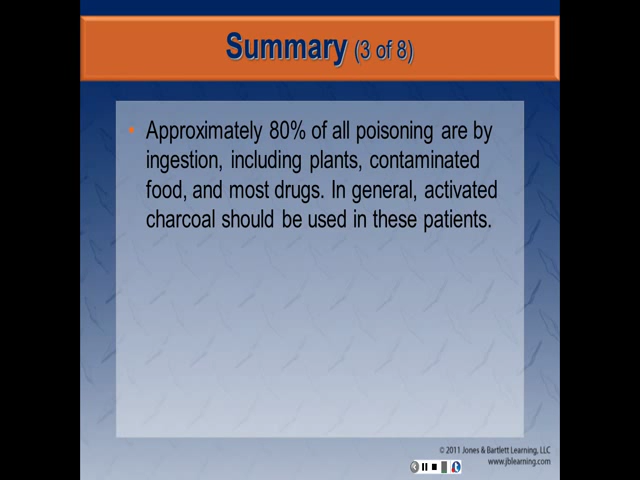 Summary (3 of 8)
• Approximately 80% of all poisoning are by
ingestion, including plants, contaminated
food, and most drugs. In general, activated
charcoal should be used in these patients.
© 2011 Jones & Bartlett Learning, LLC
www.jblearning.com